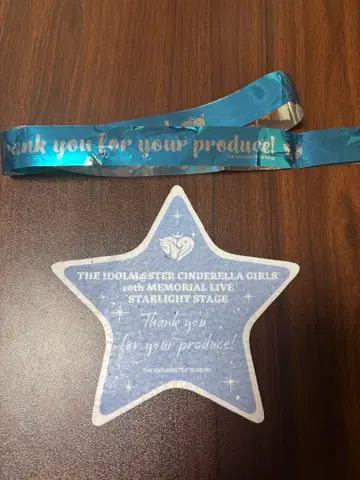 ank you for your produce!
THE IDOLM@STER CINDERELLA GIRLS
10th MEMORIAL LIVE
STARLIGHT STAGE
Thank you
for your produce!